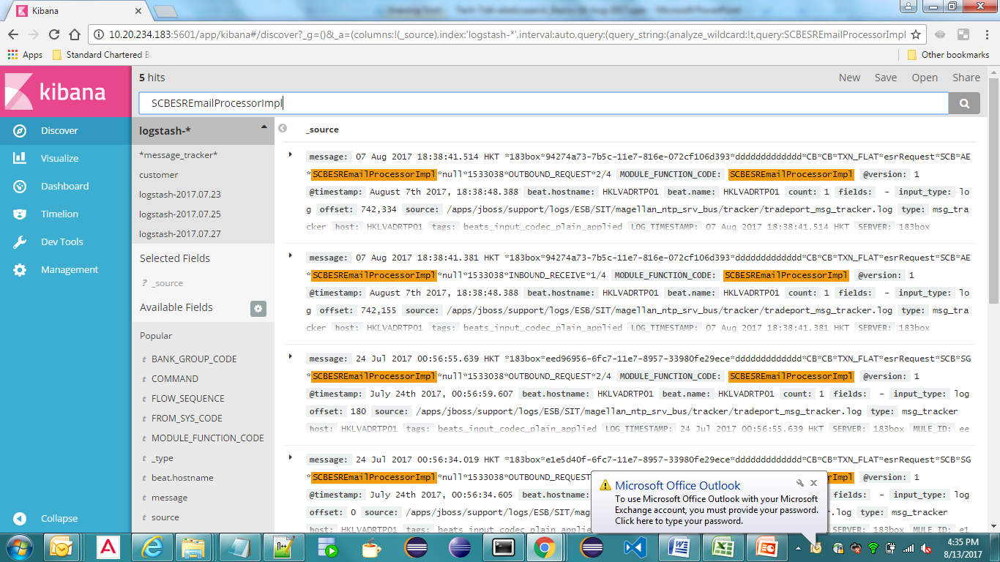 Kibana
10.20.234.183:5601/app/kibana#/discover?_g=()&_a=(columns:!(_source),index:'logstash-*',interval:auto,query:(query_string:(analyze_wildcard:!t,query:SCBESREmailProcessorImpl
Apps
Standard Chartered B
Other bookmarks
kibana
Discover
Visualize
Dashboard
Timelion
Dev Tools
Management
Collapse
5 hits
New Save Open Share
SCBESREmailProcessorImpl
logstash-*
*message_tracker*
customer
logstash-2017.07.23
logstash-2017.07.25
logstash-2017.07.27
Selected Fields
? _source
Available Fields
Popular
t BANK_GROUP_CODE
t COMMAND
t FLOW_SEQUENCE
t FROM_SYS_CODE
t MODULE_FUNCTION_CODE
t _type
t beat.hostname
t message
t source
_source
message: 07 Aug 2017 18:38:41.514 HKT *183box*94274a73-7b5c-11e7-816e-072cf106d393*ddddddddddddd*CB*CB*TXN_FLAT*esrRequest*SCB*AE
*SCBESREmailProcessorImpl*null*1533038*OUTBOUND_REQUEST*2/4 MODULE_FUNCTION_CODE: SCBESREmailProcessorImpl @version: 1
@timestamp: August 7th 2017, 18:38:48.388 beat.hostname: HKLVADRTP01 beat.name: HKLVADRTP01 count: 1 fields: - input_type: lo
g offset: 742,334 source: /apps/jboss/support/logs/ESB/SIT/magellan_ntp_srv_bus/tracker/tradeport_msg_tracker.log type: msg_tra
cker host: HKLVADRTP01 tags: beats_input_codec_plain_applied LOG_TIMESTAMP: 07 Aug 2017 18:38:41.514 HKT SERVER: 183box
message: 07 Aug 2017 18:38:41.381 HKT *183box*94274a73-7b5c-11e7-816e-072cf106d393*ddddddddddddd*CB*CB*TXN_FLAT*esrRequest*SCB*AE
*SCBESREmailProcessorImpl*null*1533038*INBOUND_RECEIVE*1/4 MODULE_FUNCTION_CODE: SCBESREmailProcessorImpl @version: 1
@timestamp: August 7th 2017, 18:38:48.388 beat.hostname: HKLVADRTP01 beat.name: HKLVADRTP01 count: 1 fields: - input_type: lo
g offset: 742,155 source: /apps/jboss/support/logs/ESB/SIT/magellan_ntp_srv_bus/tracker/tradeport_msg_tracker.log type: msg_tra
cker host: HKLVADRTP01 tags: beats_input_codec_plain_applied LOG_TIMESTAMP: 07 Aug 2017 18:38:41.381 HKT SERVER: 183box
message: 24 Jul 2017 00:56:55.639 HKT *183box*eed96956-6fc7-11e7-8957-33980fe29ece*ddddddddddddd*CB*CB*TXN_FLAT*esrRequest*SCB*SG
*SCBESREmailProcessorImpl*null*1533038*OUTBOUND_REQUEST*2/4 MODULE_FUNCTION_CODE: SCBESREmailProcessorImpl @version: 1
@timestamp: July 24th 2017, 00:56:59.607 beat.hostname: HKLVADRTP01 beat.name: HKLVADRTP01 count: 1 fields: - input_type: log
offset: 180 source: /apps/jboss/support/logs/ESB/SIT/magellan_ntp_srv_bus/tracker/tradeport_msg_tracker.log type: msg_tracker
host: HKLVADRTP01 tags: beats_input_codec_plain_applied LOG_TIMESTAMP: 24 Jul 2017 00:56:55.639 HKT SERVER: 183box MULE_ID: ee
message: 24 Jul 2017 00:56:34.019 HKT *183box*e1e5d40f-6fc7-11e7-8957-33980fe29ece*ddddddddddddd*CB*CB*TXN_FLAT*esrRequest*SCB*SG
*SCBESREmailProcessorImpl*null*1533038*OUTBOUND_REQUES Impl @version: 1
@timestamp: July 24th 2017, 00:56:34.605 beat.hostname: fields: - input_type: log
offset: 0 source: /apps/jboss/support/logs/ESB/SIT/m .log type: msg_tracker
host: HKLVADRTP01 tags: beats_input_codec_plain_appl 183box MULE_ID: e1
Microsoft Office Outlook
To use Microsoft Office Outlook with your Microsoft
Exchange account, you must provide your password.
Click here to type your password.
4:35 PM
8/13/2017